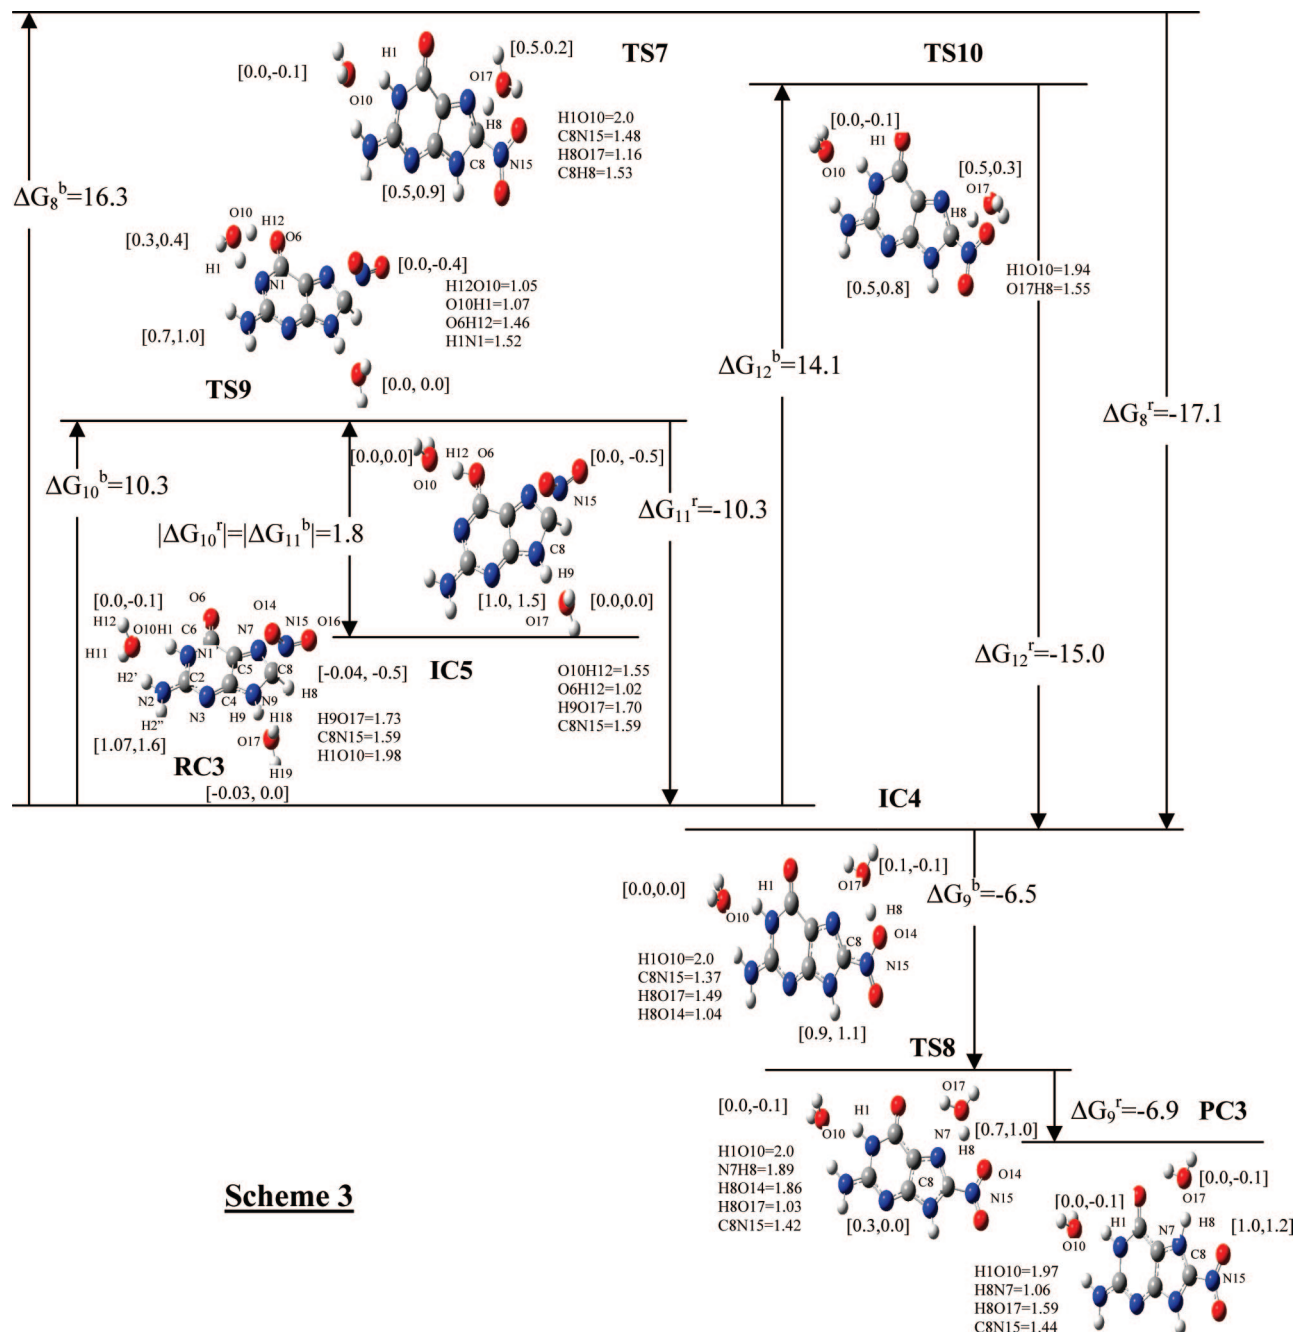 TS7
TS10
H1
[0.5.0.2]
[0.0,-0.1]
O17
O10
H8
H1O10=2.0
C8N15=1.48
H8O17=1.16
C8H8=1.53
C8
N15
[0.5,0.9]
ΔG₈ᵇ=16.3
[0.0,-0.1]
H1
O10
[0.5,0.3]
O17
H8
H1O10=1.94
O17H8=1.55
[0.5,0.8]
O10
H12
[0.3,0.4]
O6
H1
N1
[0.0,-0.4]
H12O10=1.05
O10H1=1.07
O6H12=1.46
H1N1=1.52
[0.7,1.0]
TS9
[0.0, 0.0]
ΔG₁₂ᵇ=14.1
ΔG₈ʳ=-17.1
ΔG₁₀ᵇ=10.3
|ΔG₁₀ʳ|=|ΔG₁₁ᵇ|=1.8
[0.0,0.0]
H12
O6
[0.0, -0.5]
O10
N15
C8
H9
[1.0, 1.5]
[0.0,0.0]
O17
IC5
ΔG₁₁ʳ=-10.3
O10H12=1.55
O6H12=1.02
H9O17=1.70
C8N15=1.59
ΔG₁₂ʳ=-15.0
[0.0,-0.1]
O6
O14
H12
O10
H1
C6
N7
N15
O16
H11
N1
C5
C8
[-0.04, -0.5]
H2'
C2
H8
N2
N3
C4
N9
H2"
H9
H18
H9O17=1.73
C8N15=1.59
H1O10=1.98
[1.07,1.6]
O17
RC3
H19
[-0.03, 0.0]
IC4
[0.1,-0.1]
[0.0,0.0]
H1
O17
O10
H8
O14
C8
N15
H1O10=2.0
C8N15=1.37
H8O17=1.49
H8O14=1.04
[0.9, 1.1]
ΔG₉ᵇ=-6.5
TS8
O17
[0.0,-0.1]
H1
O10
N7
[0.7,1.0]
H8
H1O10=2.0
N7H8=1.89
H8O14=1.86
H8O17=1.03
C8N15=1.42
C8
O14
N15
[0.3,0.0]
ΔG₉ʳ=-6.9
PC3
[0.0,-0.1]
O17
[0.0,-0.1]
H1
O10
N7
H8
[1.0,1.2]
C8
N15
H1O10=1.97
H8N7=1.06
H8O17=1.59
C8N15=1.44
Scheme 3